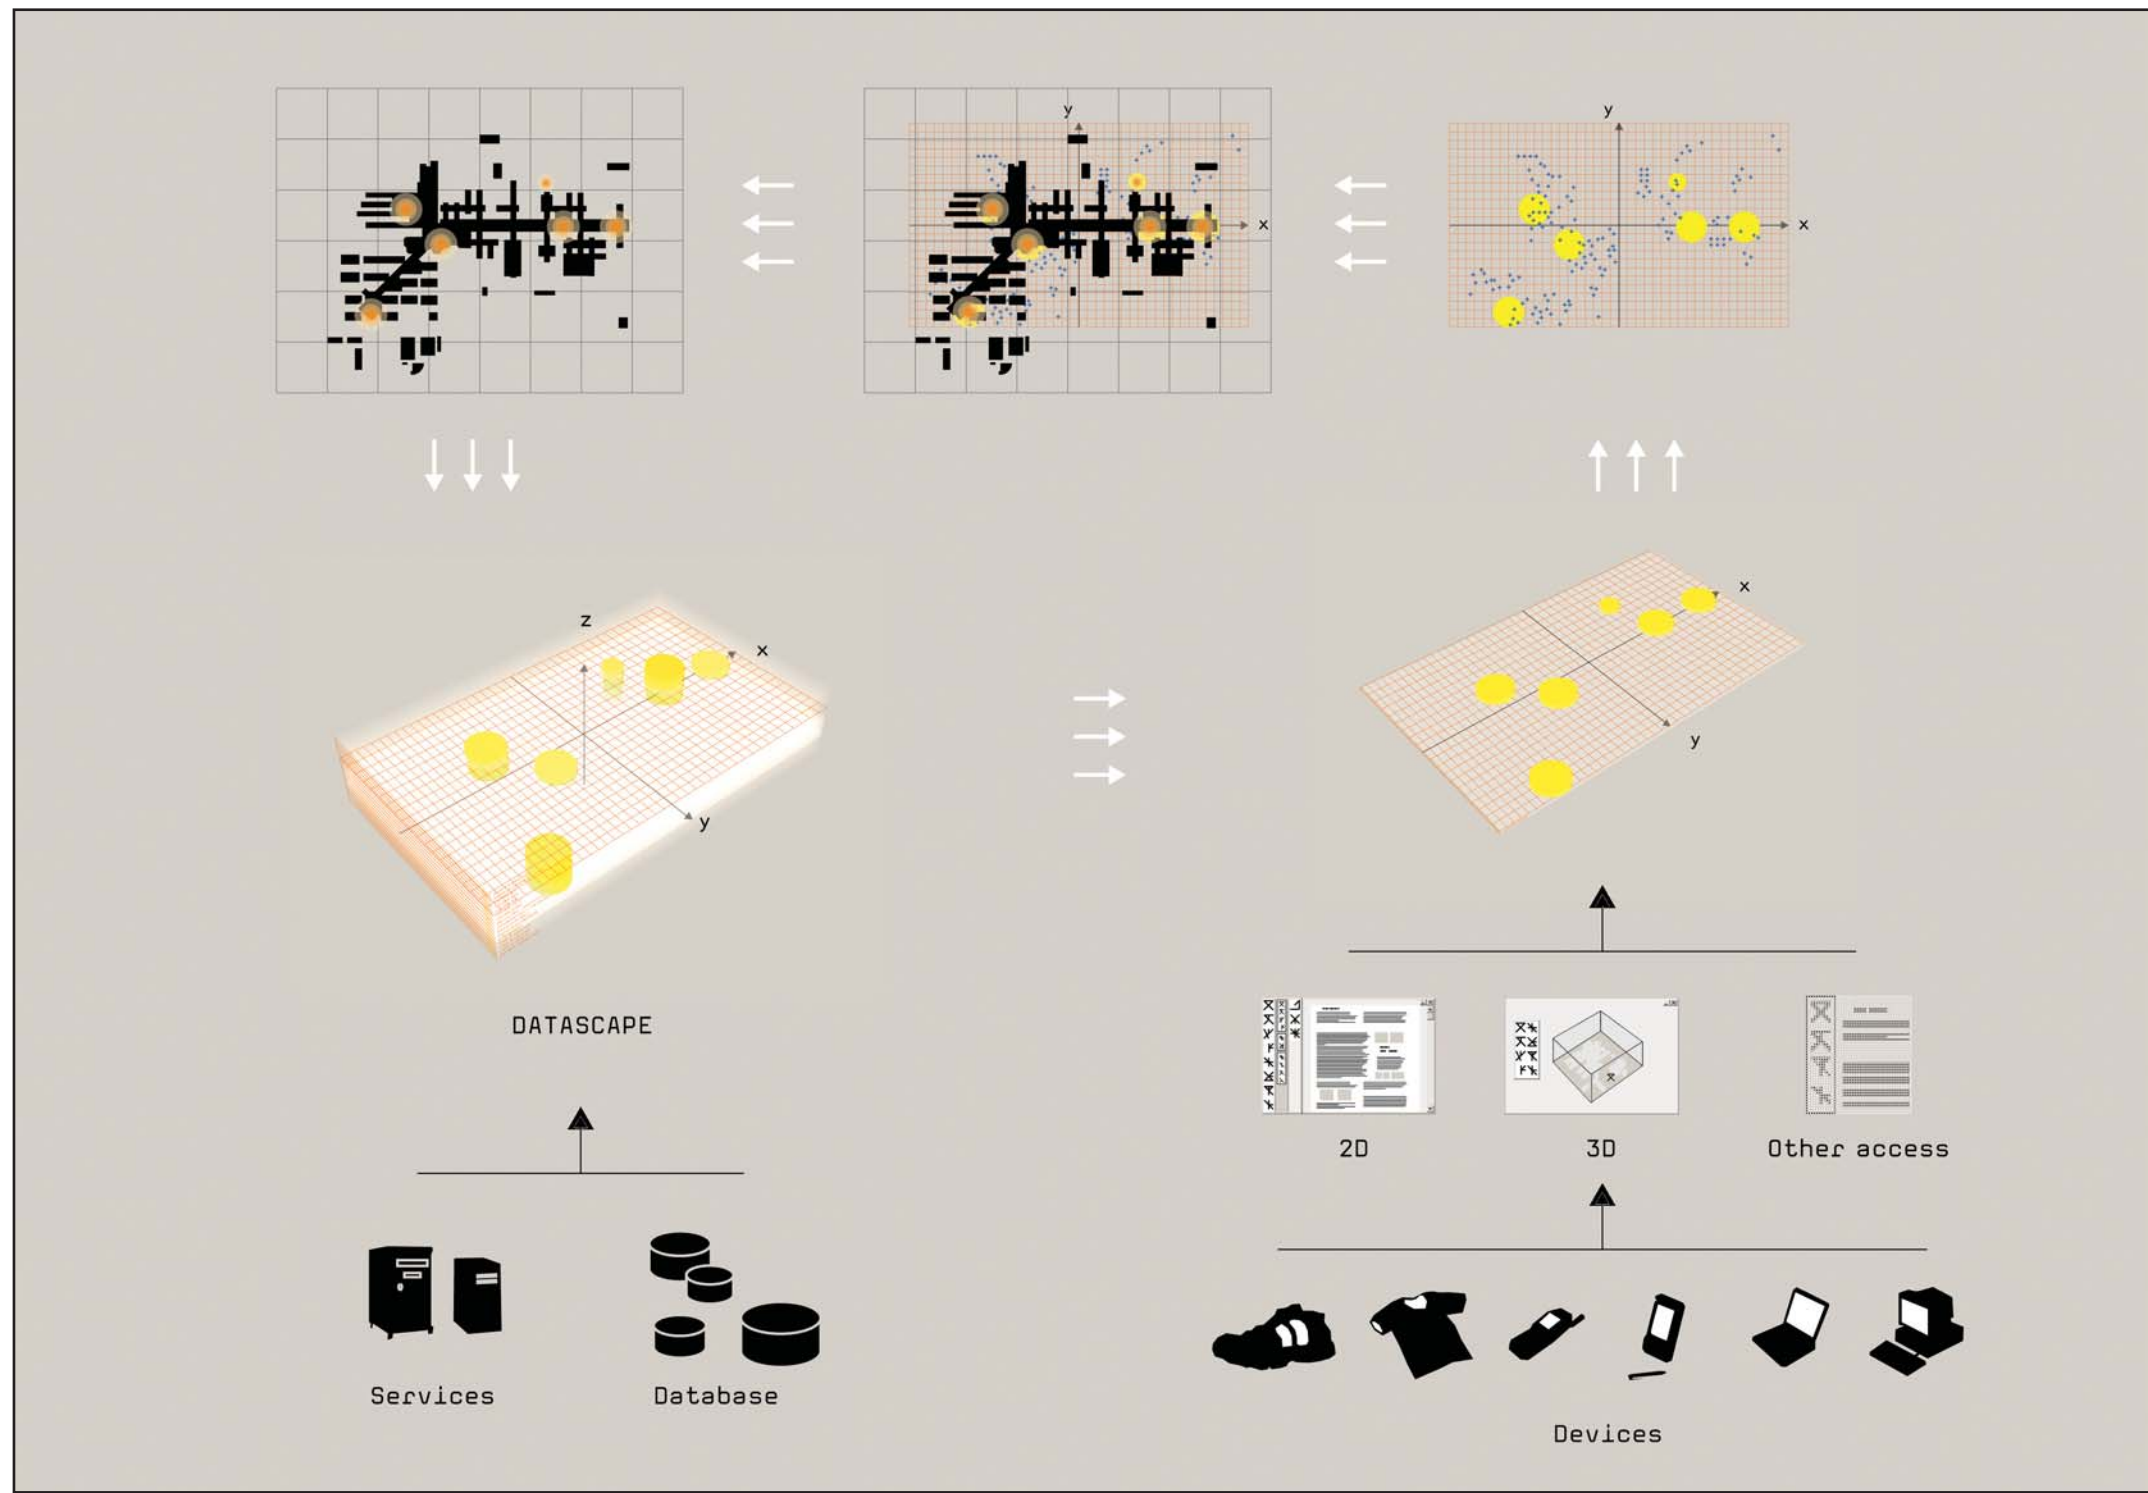 y
x
y
x
z
x
y
x
y
DATASCAPE
2D
3D
Other access
Services
Database
Devices